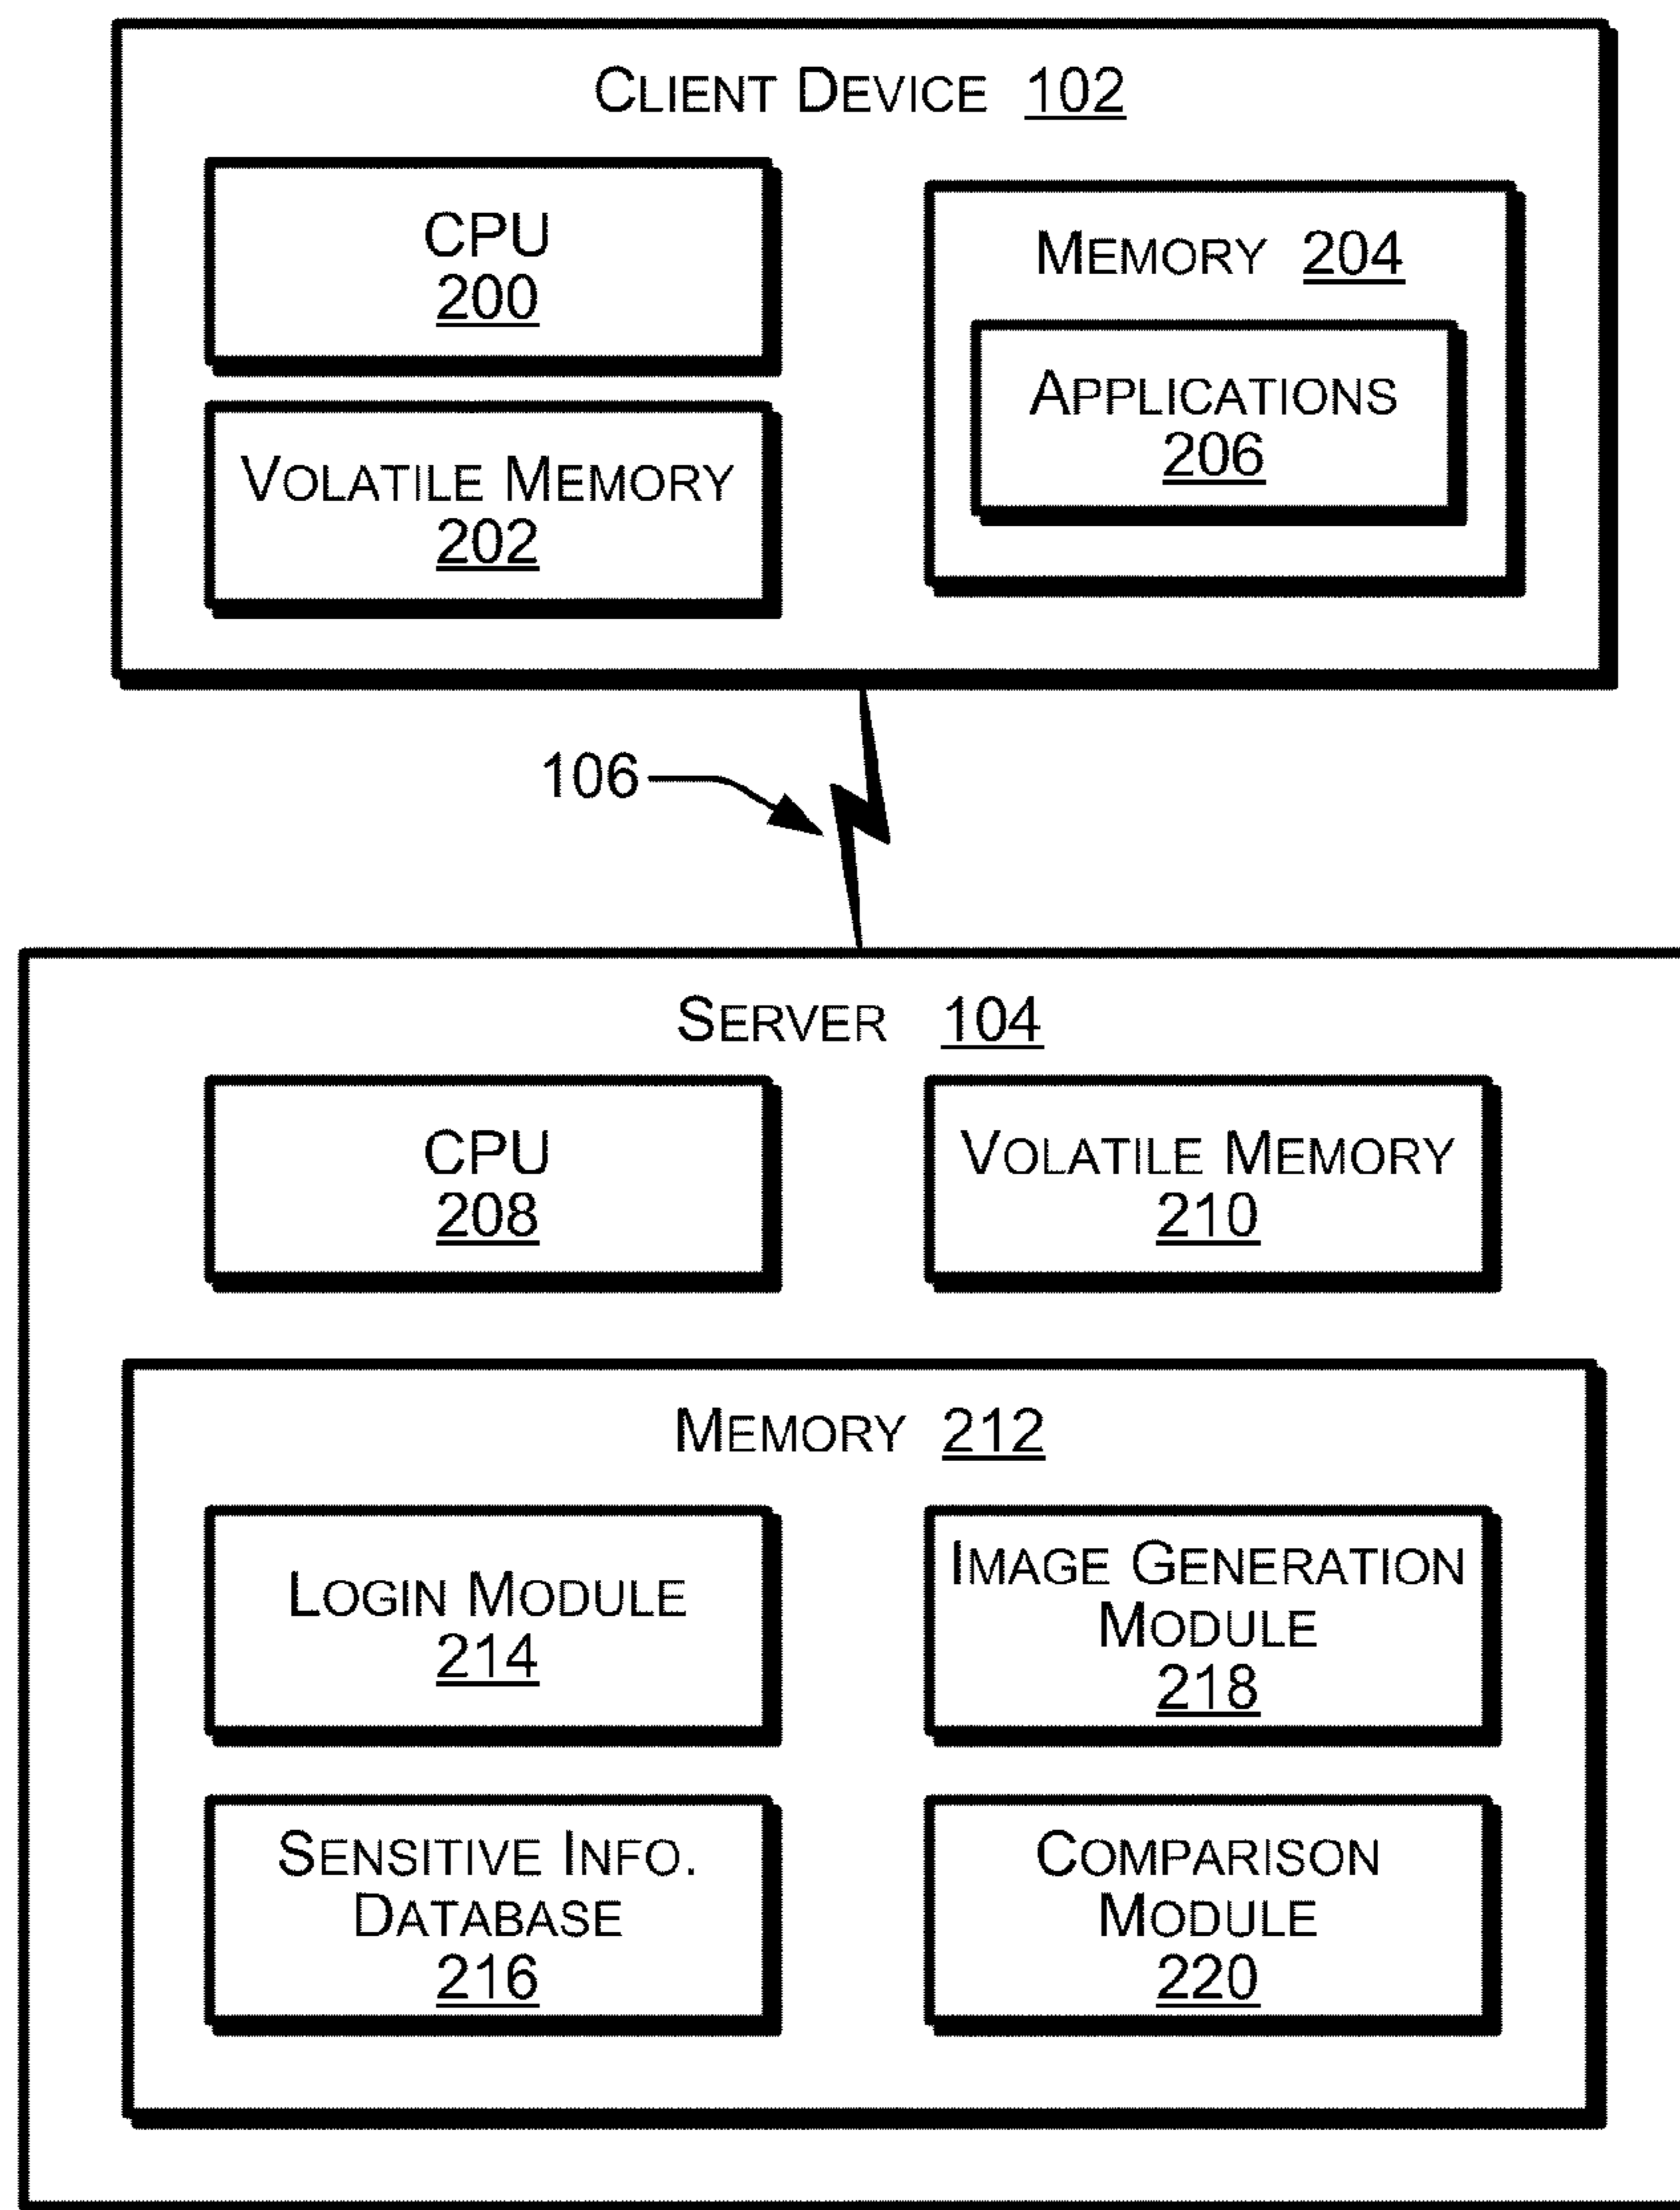 CLIENT DEVICE 102
CPU
200
VOLATILE MEMORY
202
MEMORY 204
APPLICATIONS
206
106
SERVER 104
CPU
208
VOLATILE MEMORY
210
MEMORY 212
LOGIN MODULE
214
IMAGE GENERATION
MODULE
218
SENSITIVE INFO.
DATABASE
216
COMPARISON
MODULE
220